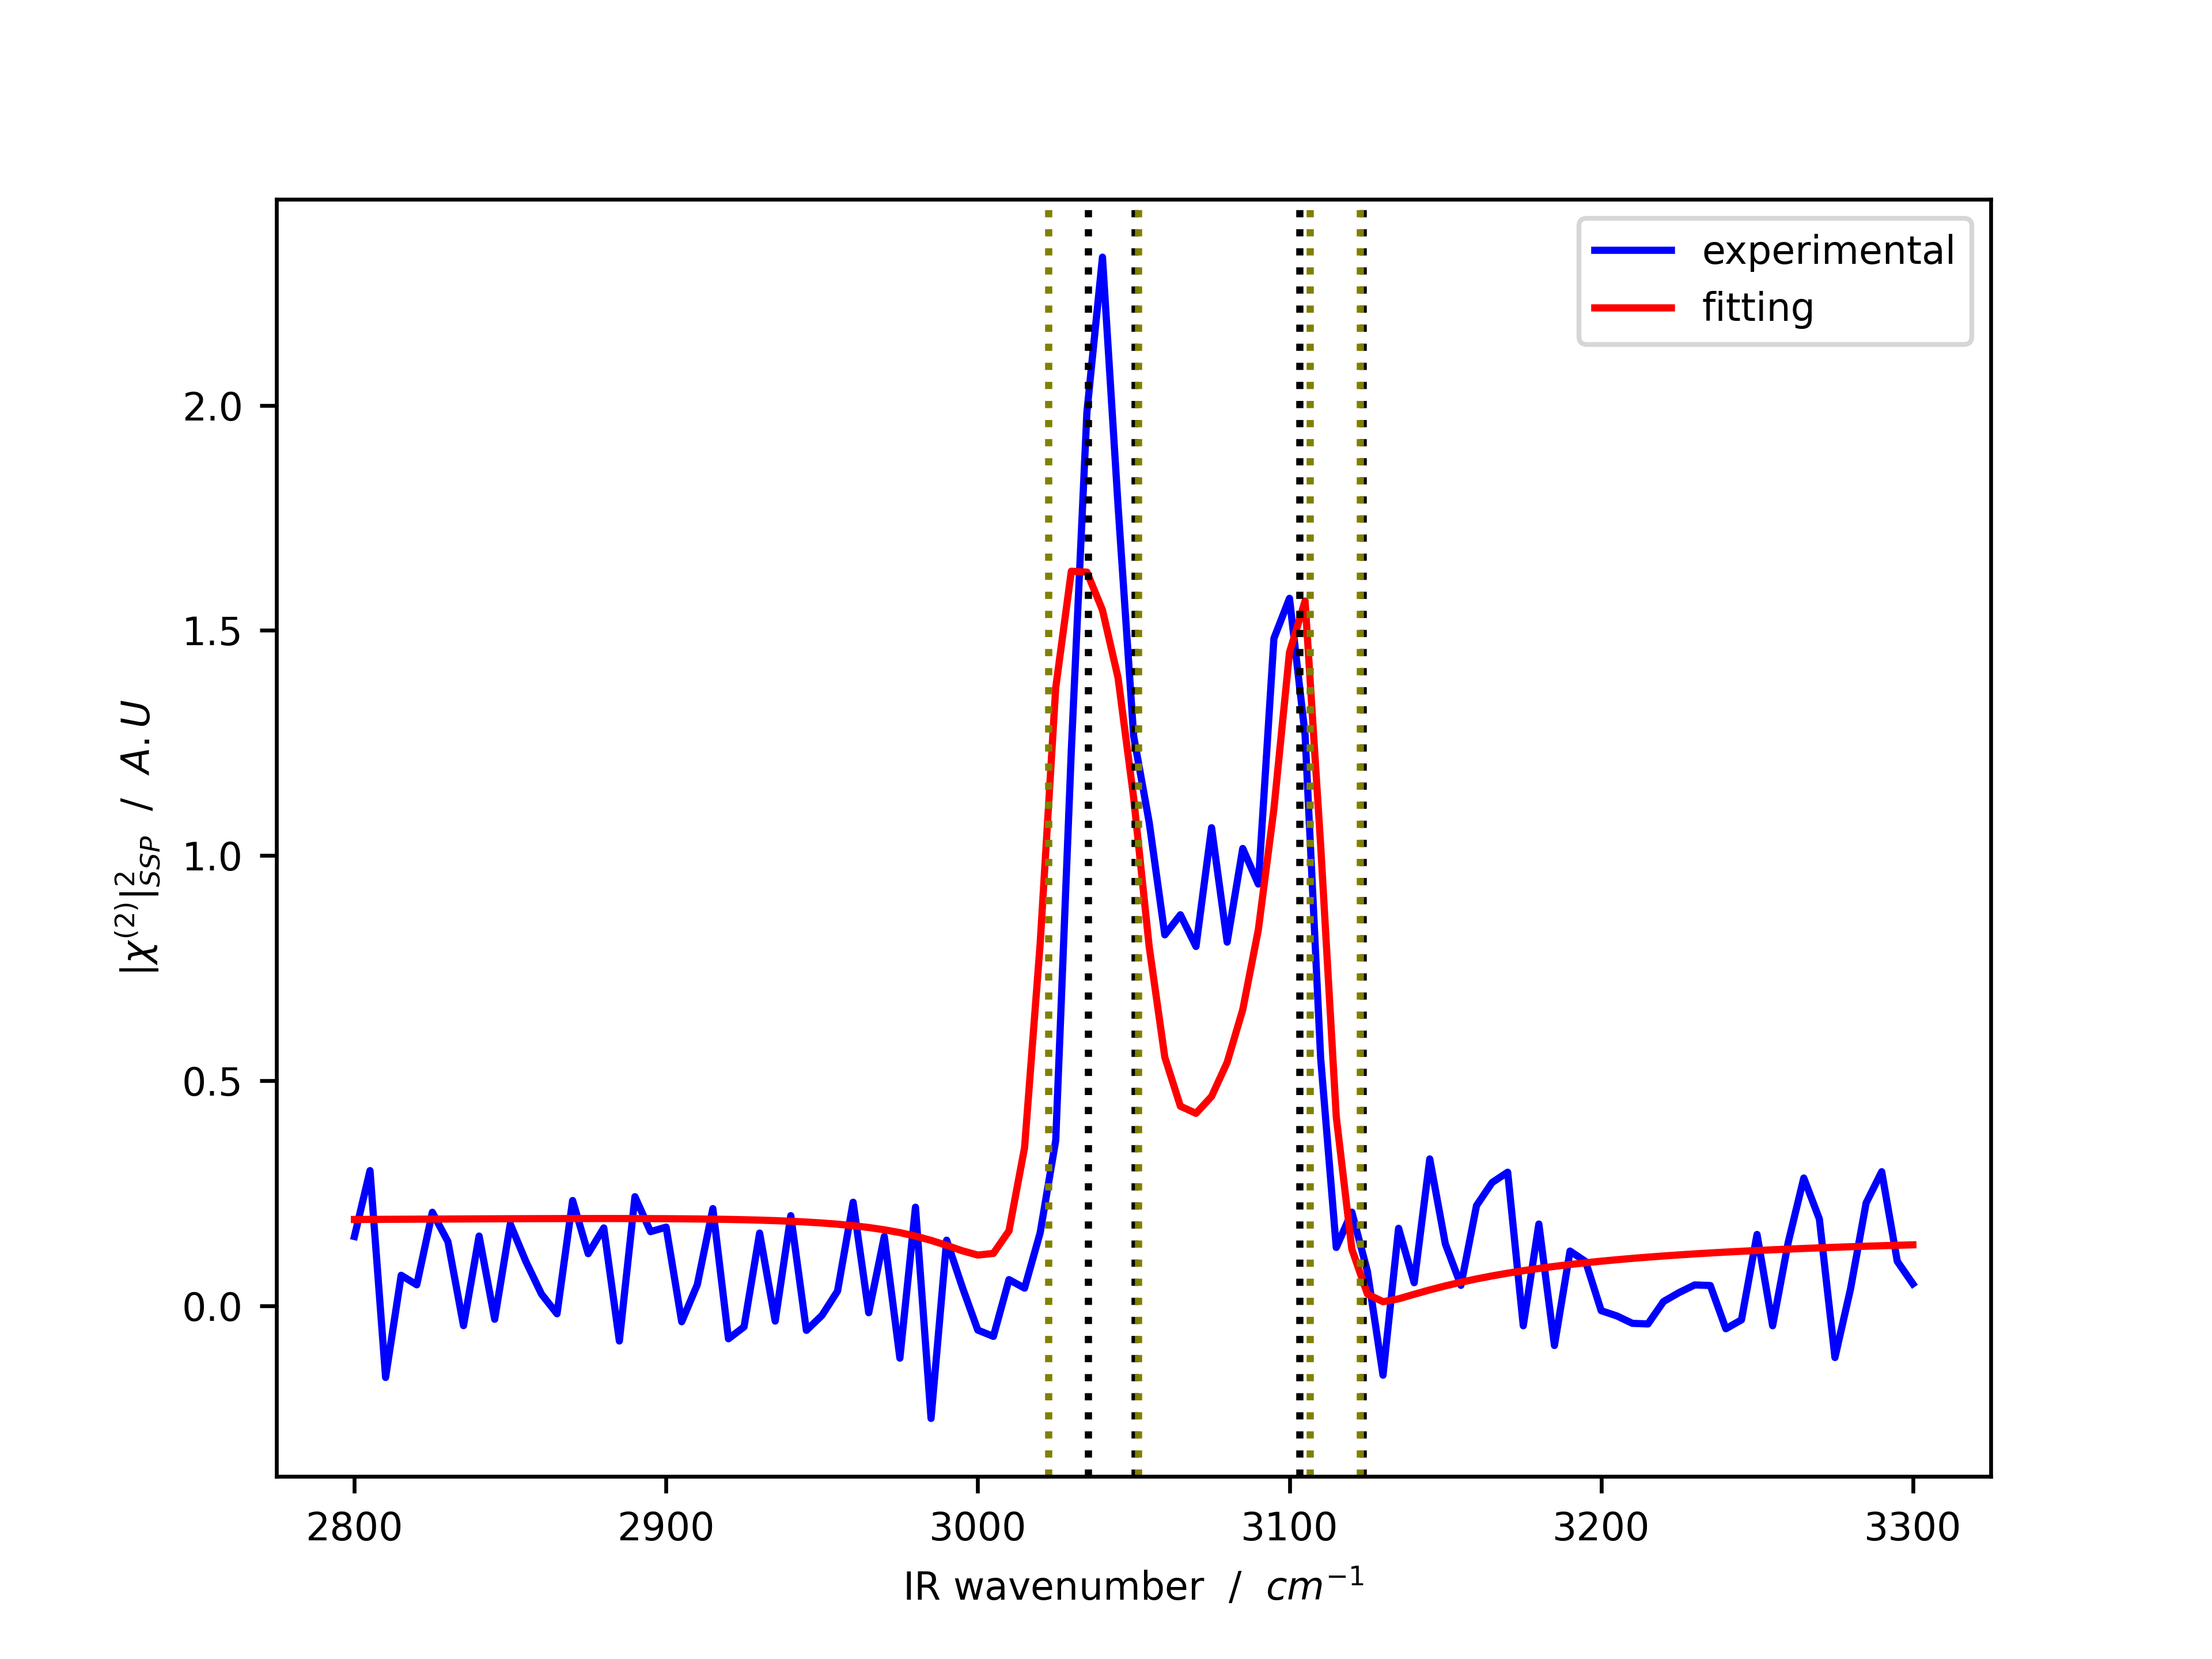 experimental
fitting
2.0
1.5
1.0
0.5
0.0
|χ⁽²⁾|²SSP / A.U
2800 2900 3000 3100 3200 3300
IR wavenumber / cm⁻¹